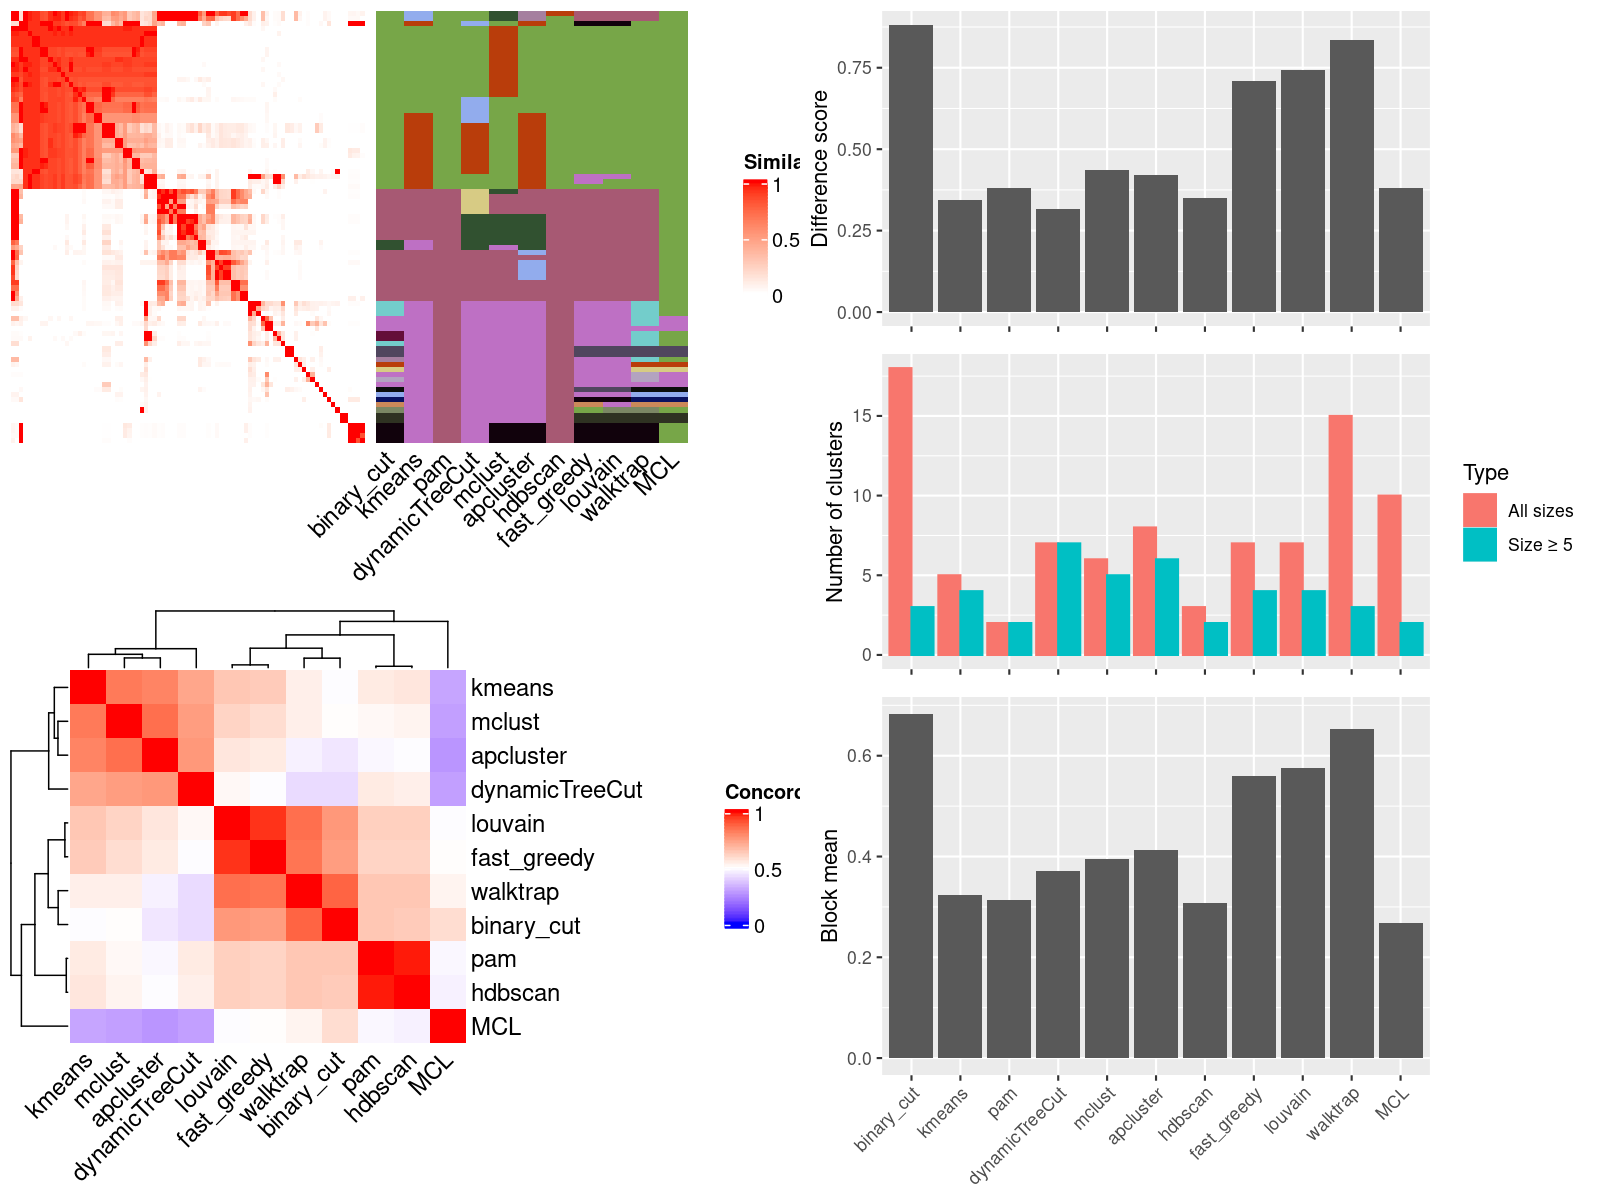 Simila
1
0.5
0
binary_cut
kmeans
pam
dynamicTreeCut
mclust
apcluster
hdbscan
fast_greedy
louvain
walktrap
MCL
kmeans
mclust
apcluster
dynamicTreeCut
louvain
fast_greedy
walktrap
binary_cut
pam
hdbscan
MCL
kmeans
mclust
apcluster
dynamicTreeCut
louvain
fast_greedy
walktrap
binary_cut
pam
hdbscan
MCL
Concord
1
0.5
0
Difference score
0.75
0.50
0.25
0.00
Number of clusters
15
10
5
0
Type
All sizes
Size ≥ 5
Block mean
0.6
0.4
0.2
0.0
binary_cut
kmeans
pam
dynamicTreeCut
mclust
apcluster
hdbscan
fast_greedy
louvain
walktrap
MCL